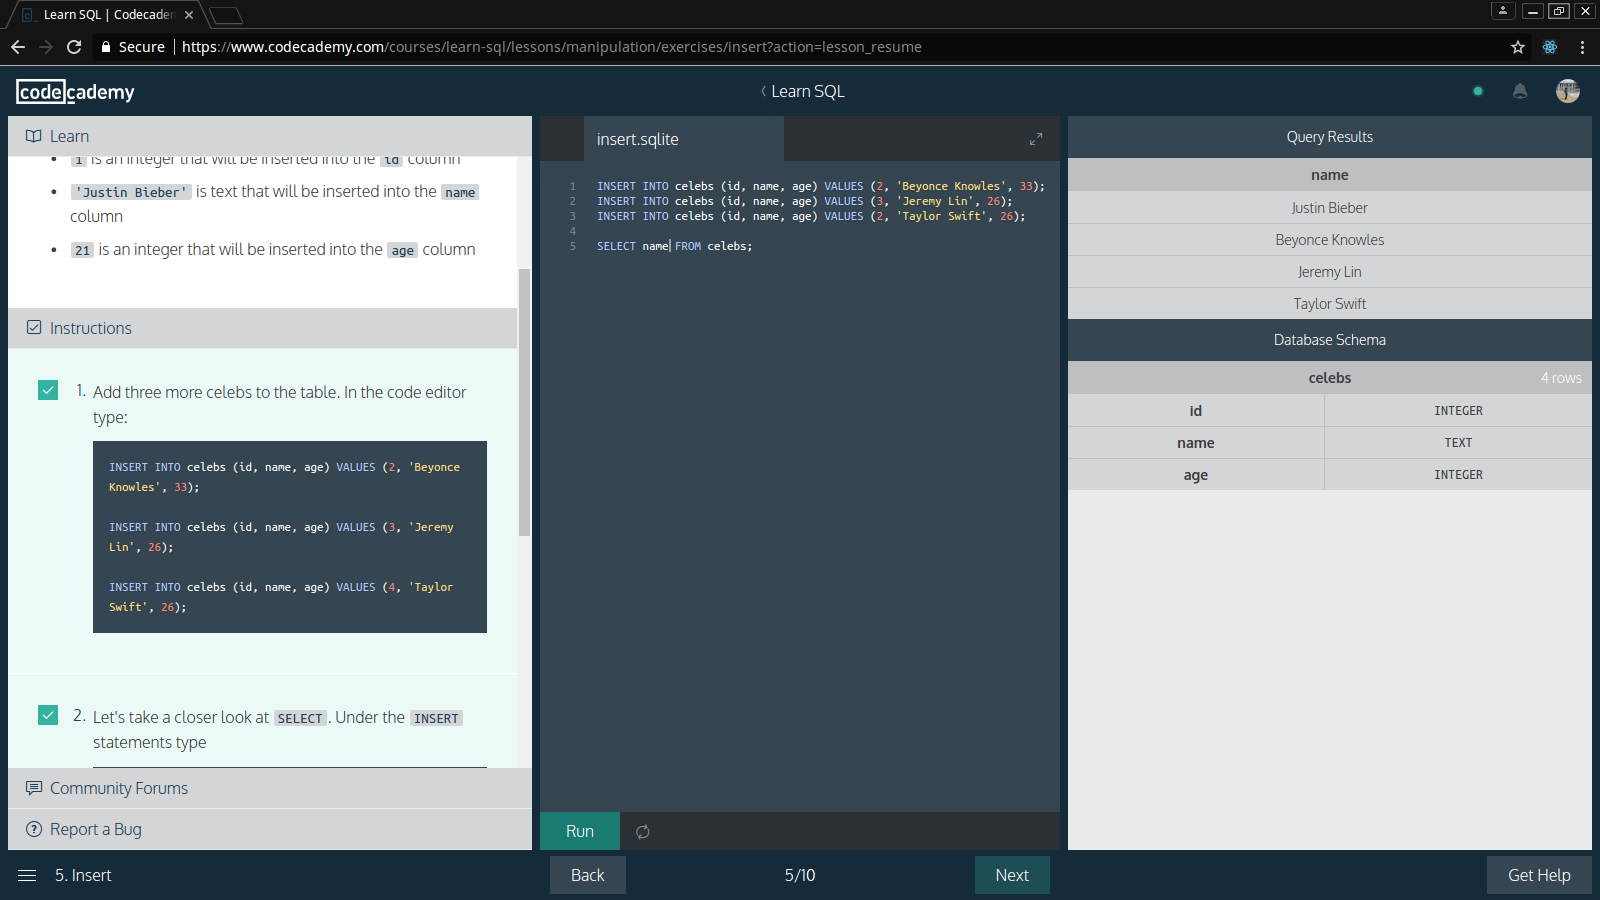 Learn SQL | Codecaden
Secure https://www.codecademy.com/courses/learn-sql/lessons/manipulation/exercises/insert?action=lesson_resume
codecademy
Learn SQL
Learn
1 is an integer that will be inserted into the id column
'Justin Bieber' is text that will be inserted into the name
column
21 is an integer that will be inserted into the age column
Instructions
1. Add three more celebs to the table. In the code editor
type:
INSERT INTO celebs (id, name, age) VALUES (2, 'Beyonce
Knowles', 33);
INSERT INTO celebs (id, name, age) VALUES (3, 'Jeremy
Lin', 26);
INSERT INTO celebs (id, name, age) VALUES (4, 'Taylor
Swift', 26);
2. Let's take a closer look at SELECT. Under the INSERT
statements type
Community Forums
Report a Bug
insert.sqlite
1 INSERT INTO celebs (id, name, age) VALUES (2, 'Beyonce Knowles', 33);
2 INSERT INTO celebs (id, name, age) VALUES (3, 'Jeremy Lin', 26);
3 INSERT INTO celebs (id, name, age) VALUES (2, 'Taylor Swift', 26);
4
5 SELECT name FROM celebs;
Run
Query Results
name
Justin Bieber
Beyonce Knowles
Jeremy Lin
Taylor Swift
Database Schema
celebs 4 rows
id INTEGER
name TEXT
age INTEGER
5. Insert
Back
5/10
Next
Get Help